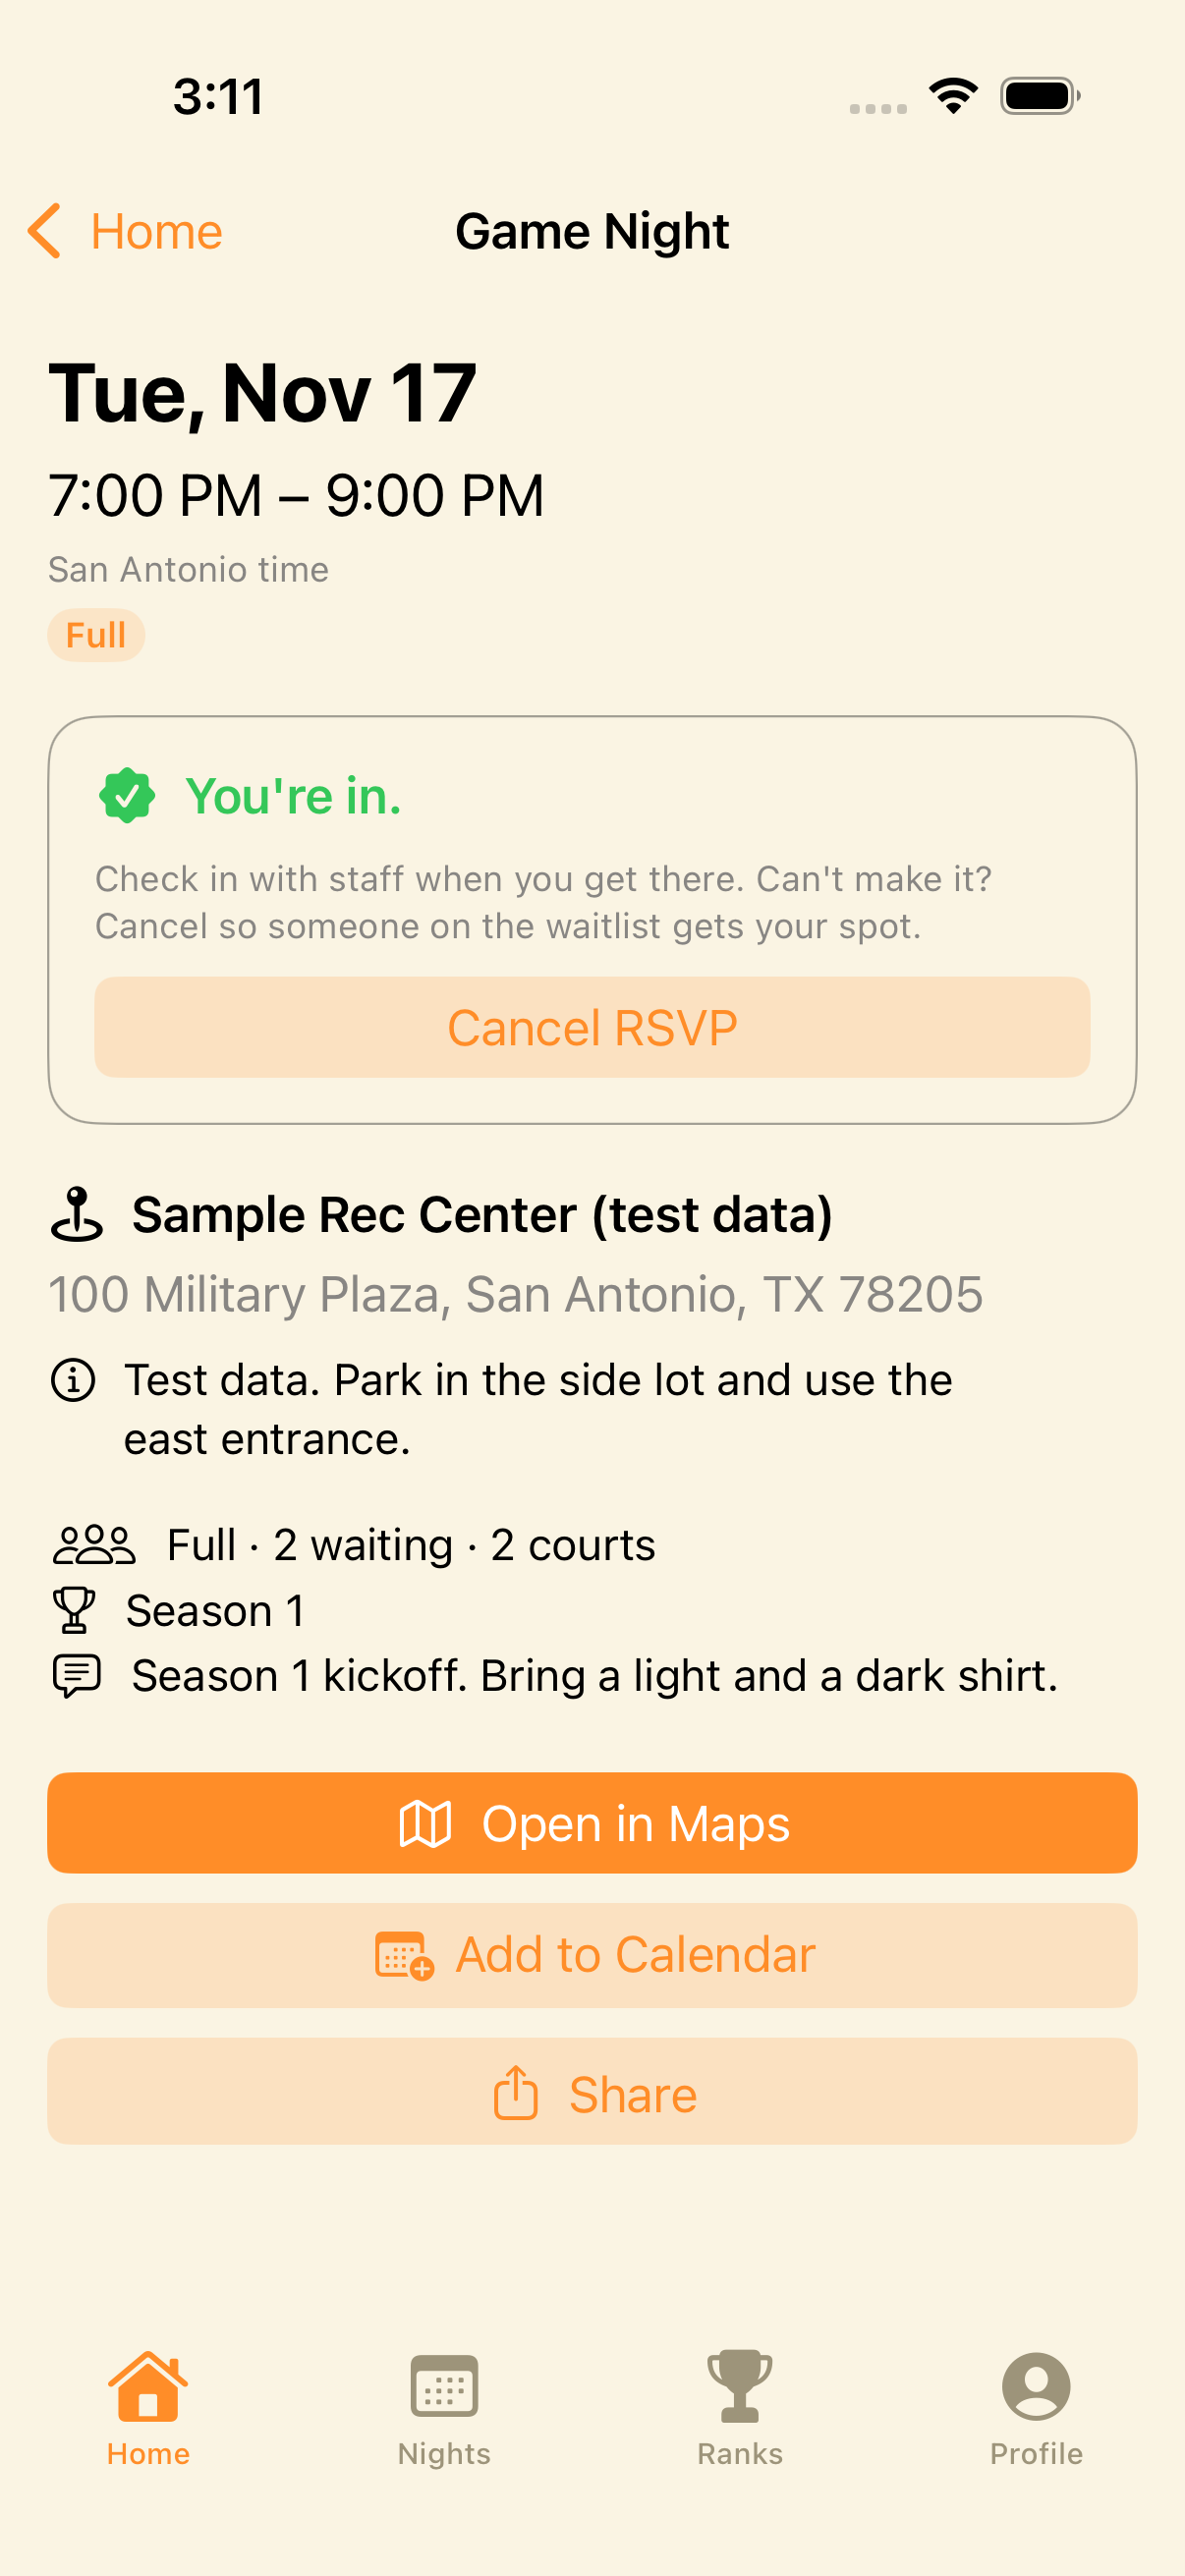 3:11
Home
Game Night
Tue, Nov 17
7:00 PM – 9:00 PM
San Antonio time
Full
You're in.
Check in with staff when you get there. Can't make it?
Cancel so someone on the waitlist gets your spot.
Cancel RSVP
Sample Rec Center (test data)
100 Military Plaza, San Antonio, TX 78205
Test data. Park in the side lot and use the
east entrance.
Full · 2 waiting · 2 courts
Season 1
Season 1 kickoff. Bring a light and a dark shirt.
Open in Maps
Add to Calendar
Share
Home
Nights
Ranks
Profile